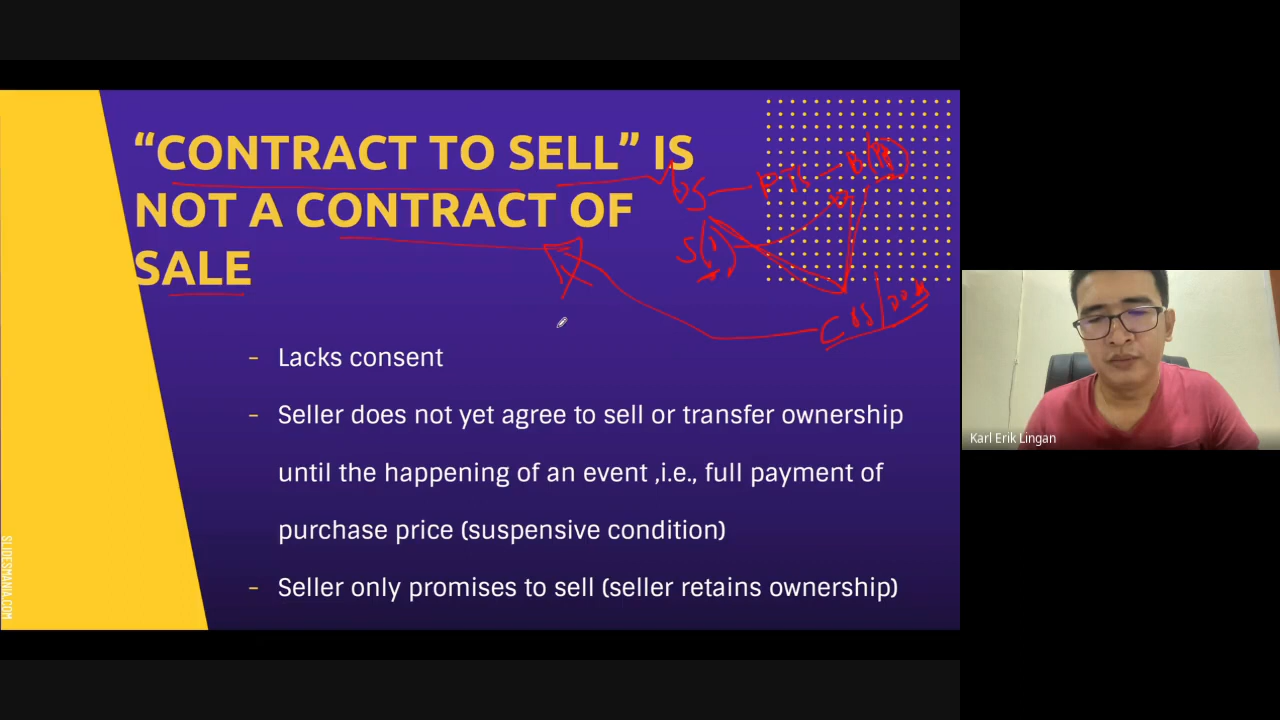 “CONTRACT TO SELL” IS
NOT A CONTRACT OF
SALE
- Lacks consent
- Seller does not yet agree to sell or transfer ownership
until the happening of an event ,i.e., full payment of
purchase price (suspensive condition)
- Seller only promises to sell (seller retains ownership)
SLIDESMANIA.COM
Karl Erik Lingan